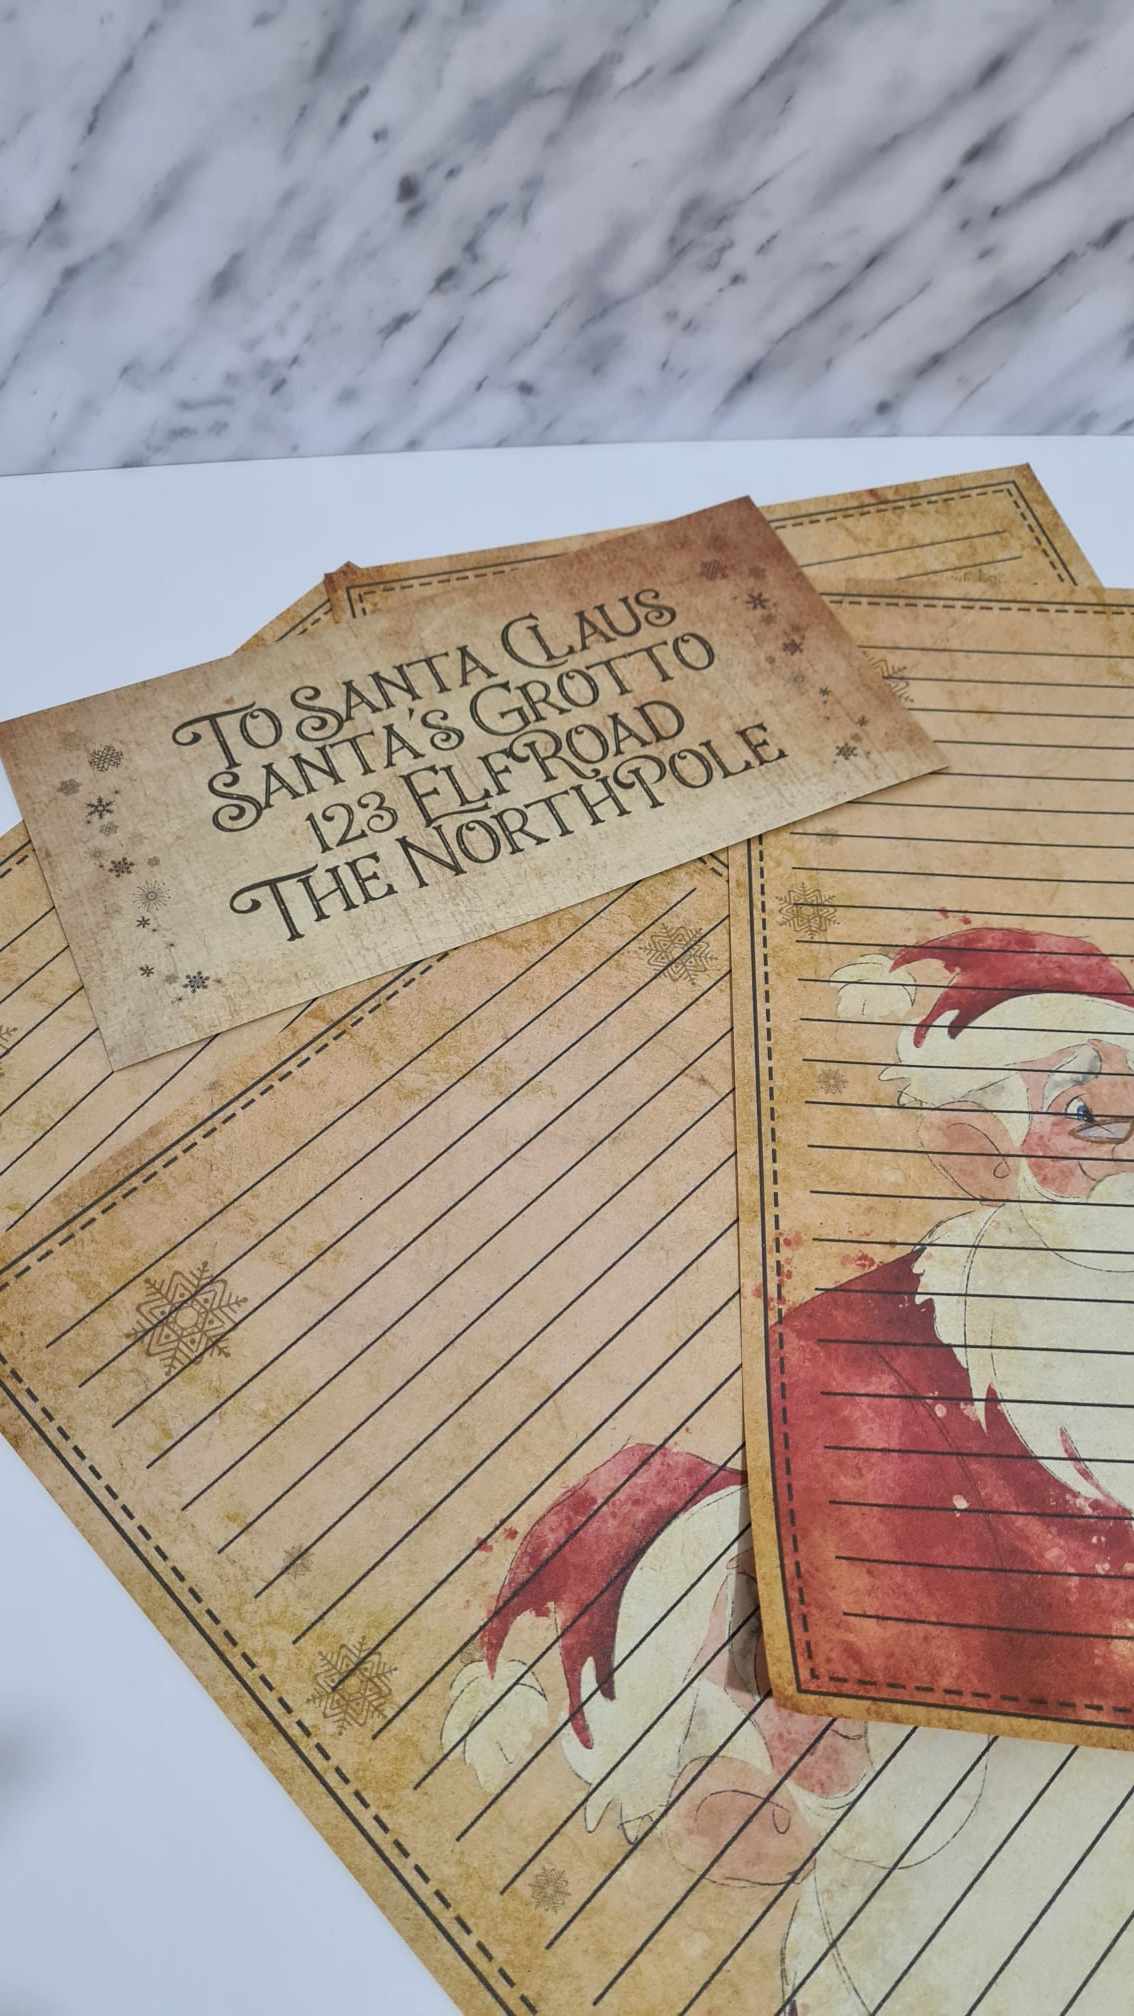 To Santa Claus
Santa's Grotto
123 Elf Road
The North Pole